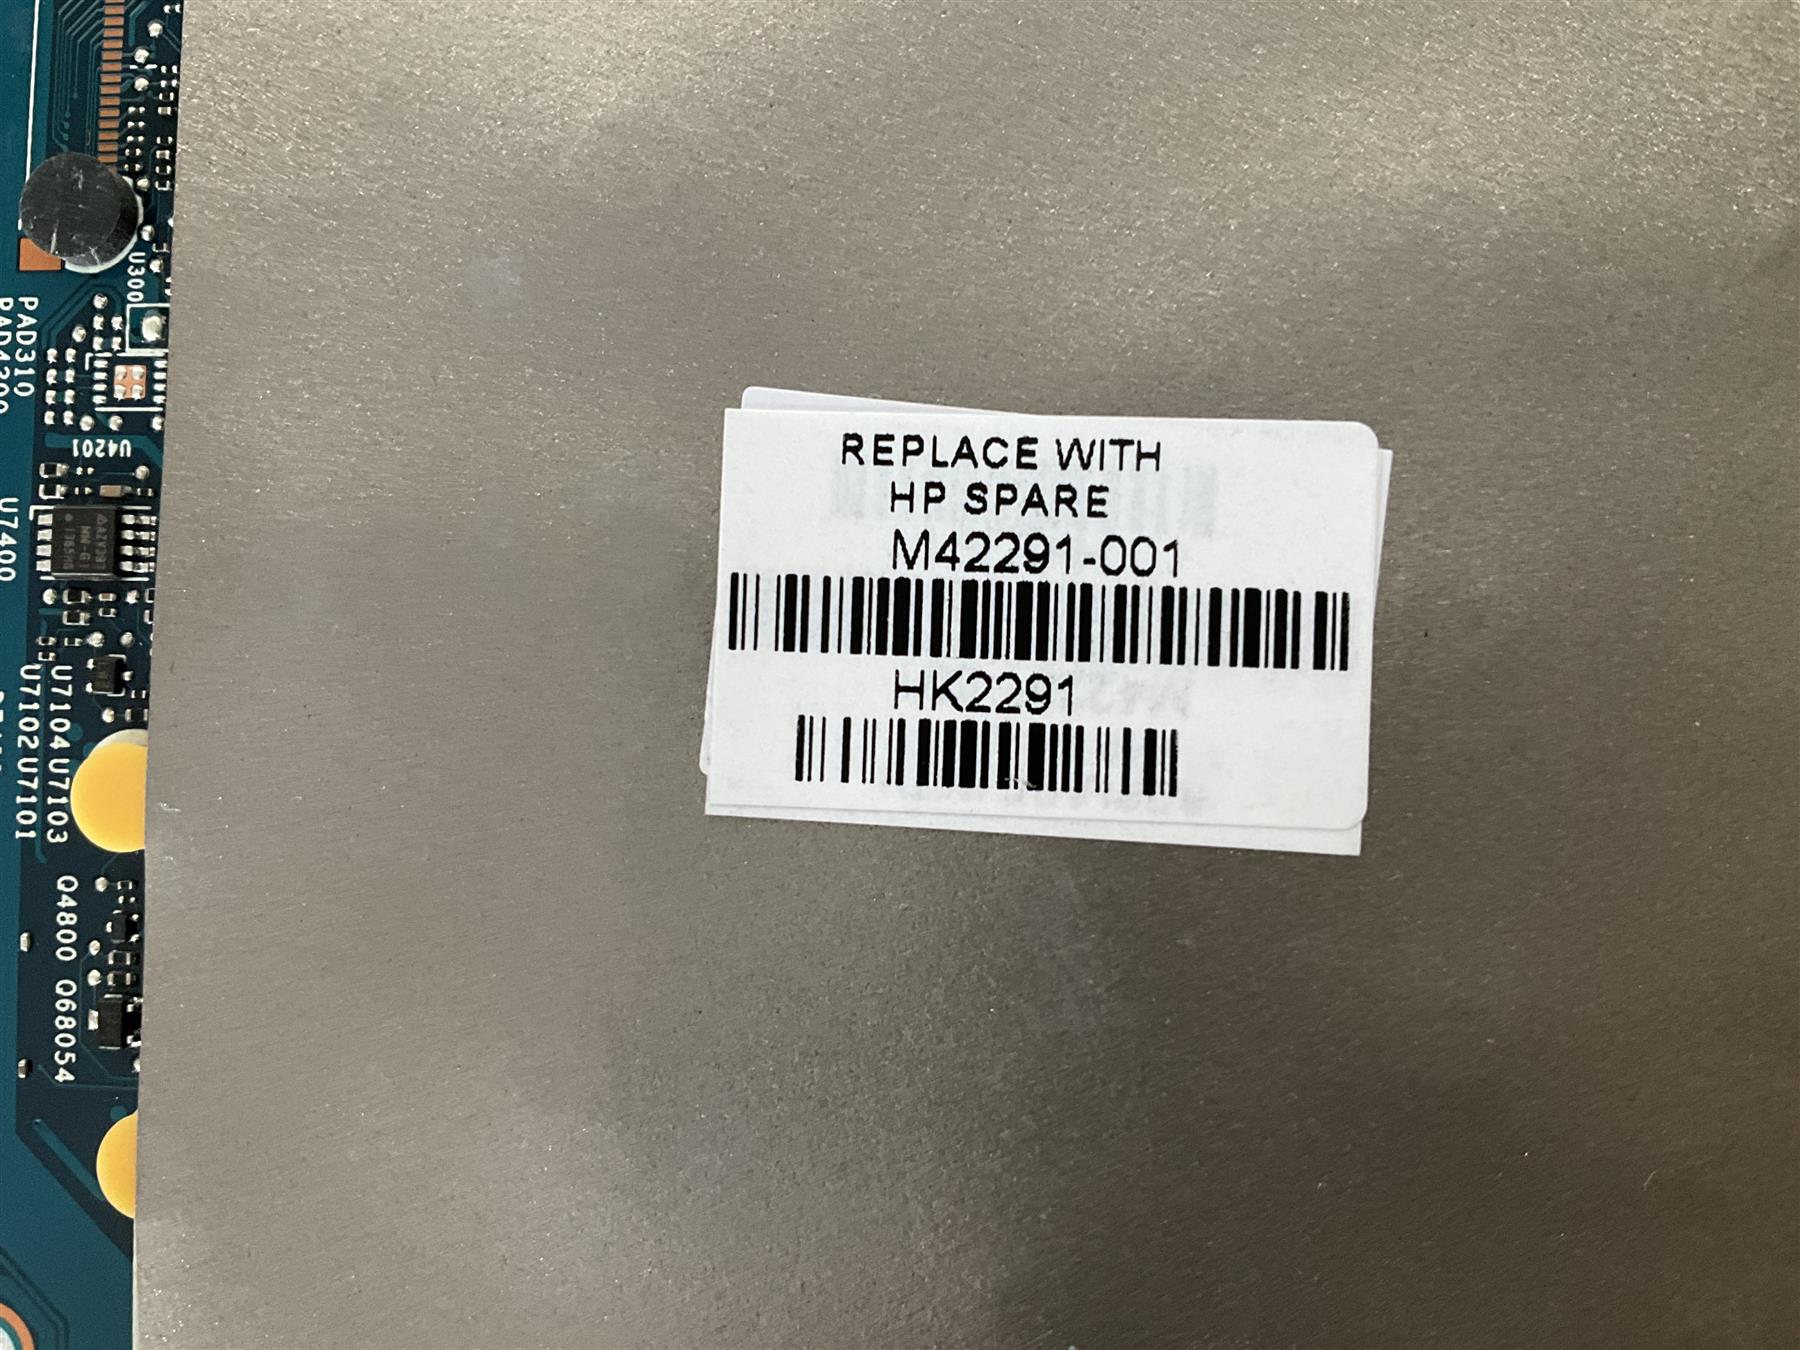 REPLACE WITH
HP SPARE
M42291-001
HK2291
U300
PAD310
U4201
U7400
U7104 U7103
U7102 U7101
Q4800 Q68054